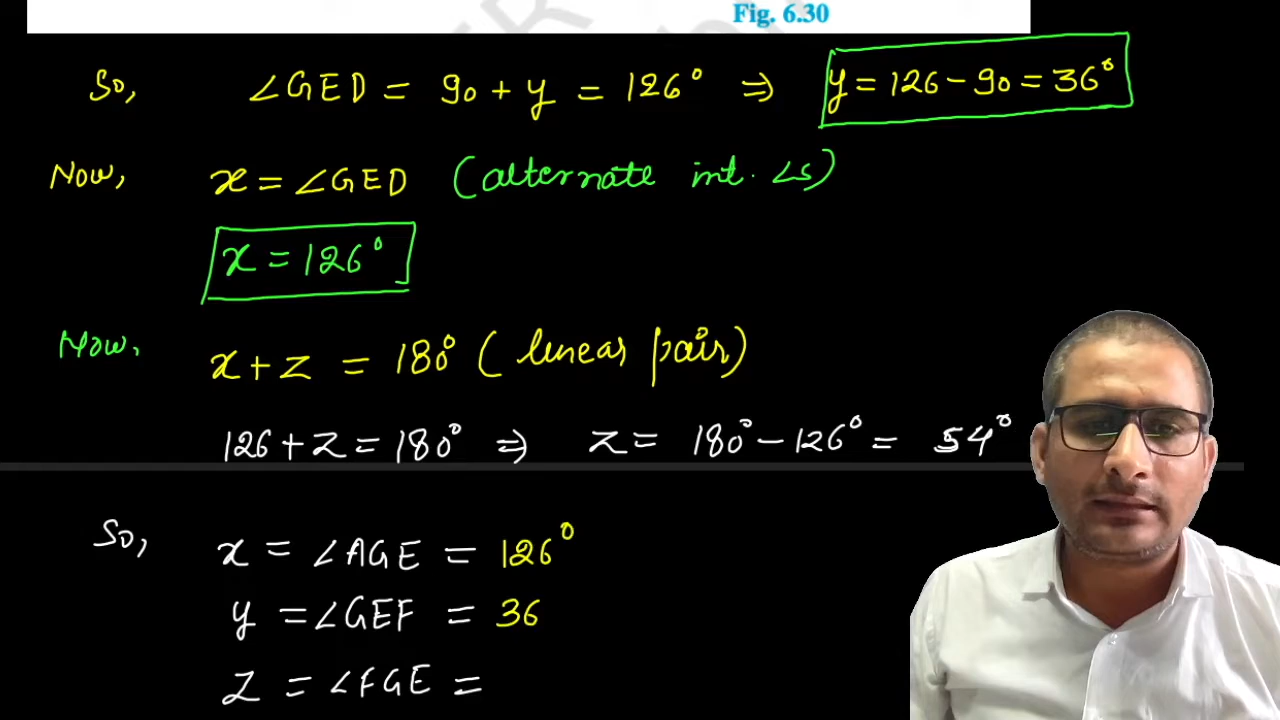 Fig. 6.30
So, ∠GED = 90 + y = 126° ⇒ y = 126 − 90 = 36°
Now, x = ∠GED (alternate int. ∠s)
x = 126°
Now, x + z = 180° (linear pair)
126 + z = 180° ⇒ z = 180° − 126° = 54°
So, x = ∠AGE = 126°
y = ∠GEF = 36
z = ∠FGE =